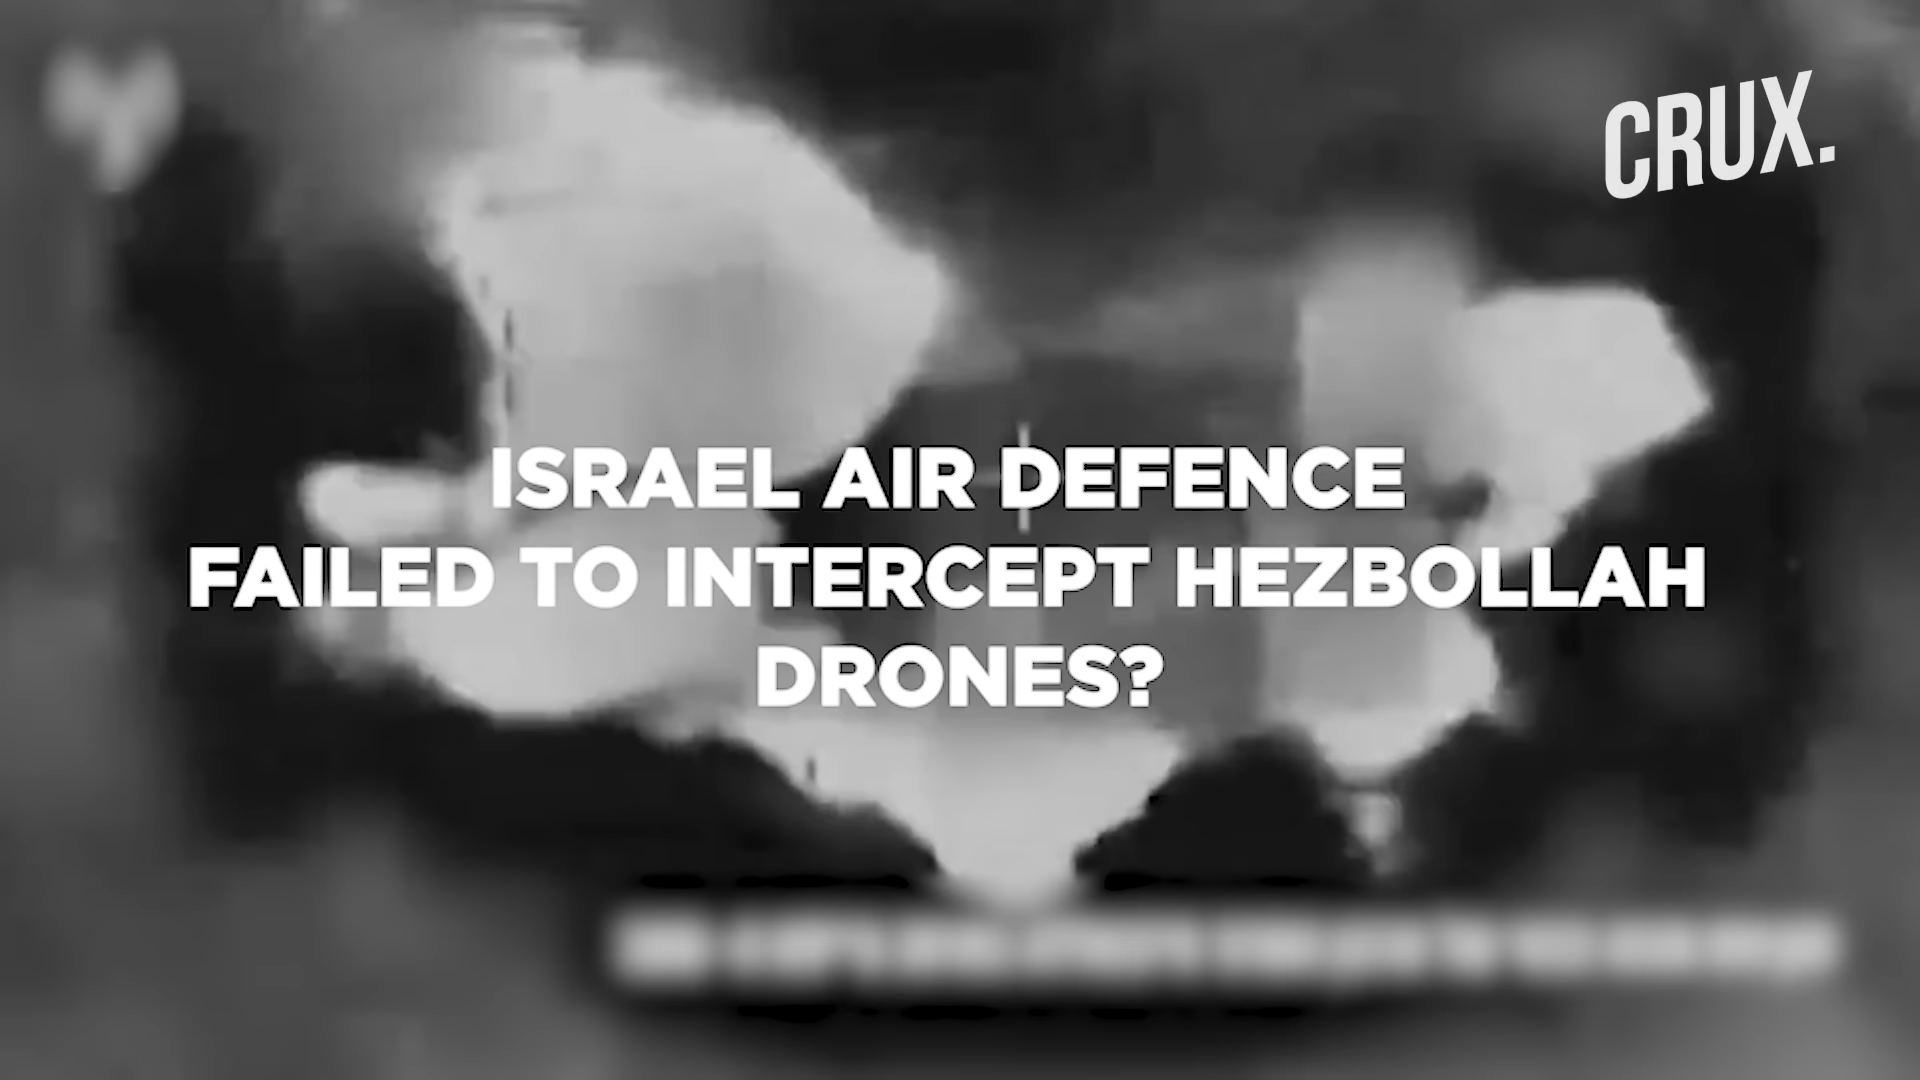 CRUX.
ISRAEL AIR DEFENCE
FAILED TO INTERCEPT HEZBOLLAH
DRONES?